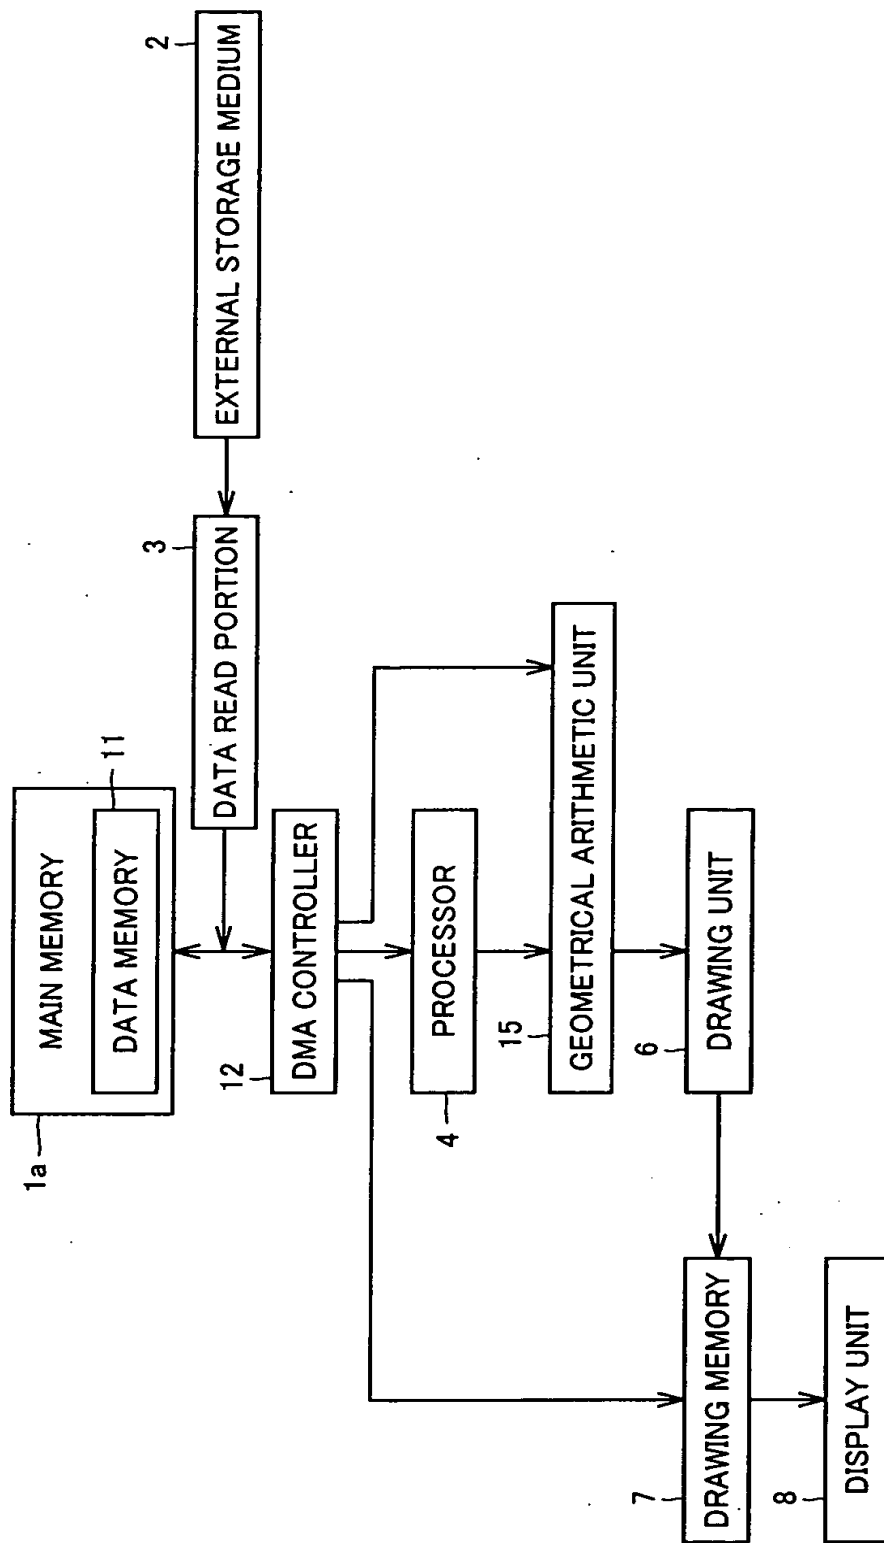 1a
MAIN MEMORY
11
DATA MEMORY
3
DATA READ PORTION
2
EXTERNAL STORAGE MEDIUM
12
DMA CONTROLLER
4
PROCESSOR
15
GEOMETRICAL ARITHMETIC UNIT
6
DRAWING UNIT
7
DRAWING MEMORY
8
DISPLAY UNIT